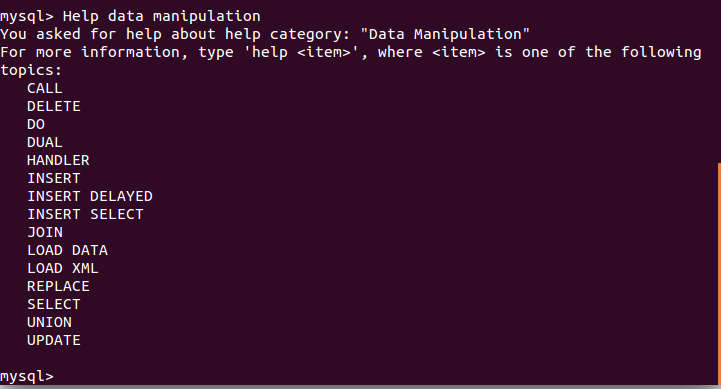 mysql> Help data manipulation
You asked for help about help category: "Data Manipulation"
For more information, type 'help <item>', where <item> is one of the following
topics:
   CALL
   DELETE
   DO
   DUAL
   HANDLER
   INSERT
   INSERT DELAYED
   INSERT SELECT
   JOIN
   LOAD DATA
   LOAD XML
   REPLACE
   SELECT
   UNION
   UPDATE

mysql>